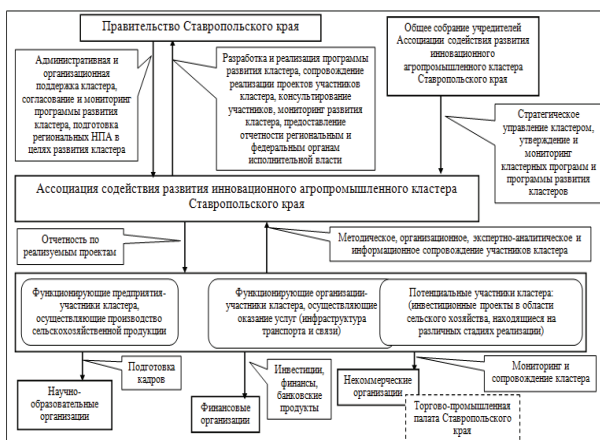 Правительство Ставропольского края
Общее собрание учредителей
Ассоциации содействия развития
инновационного
агропромышленного кластера
Ставропольского края
Административная и
организационная
поддержка кластера,
согласование и мониторинг
программы развития
кластера, подготовка
региональных НПА в
целях развития кластера
Разработка и реализация программы
развития кластера, сопровождение
реализации проектов участников
кластера, консультирование
участников, мониторинг развития
кластера, предоставление
отчетности региональным и
федеральным органам
исполнительной власти
Стратегическое
управление кластером,
утверждение и
мониторинг
кластерных программ и
программы развития
кластеров
Ассоциация содействия развития инновационного агропромышленного кластера
Ставропольского края
Отчетность по
реализуемым проектам
Методическое, организационное, экспертно-аналитическое и
информационное сопровождение участников кластера
Функционирующие предприятия-
участники кластера,
осуществляющие производство
сельскохозяйственной продукции
Функционирующие организации-
участники кластера, осуществляющие
оказание услуг (инфраструктура
транспорта и связи)
Потенциальные участники кластера:
(инвестиционные проекты в области
сельского хозяйства, находящиеся на
различных стадиях реализации)
Подготовка
кадров
Инвестиции,
финансы,
банковские
продукты
Мониторинг и
сопровождение кластера
Научно-
образовательные
организации
Финансовые
организации
Некоммерческие
организации
Торгово-промышленная
палата Ставропольского
края